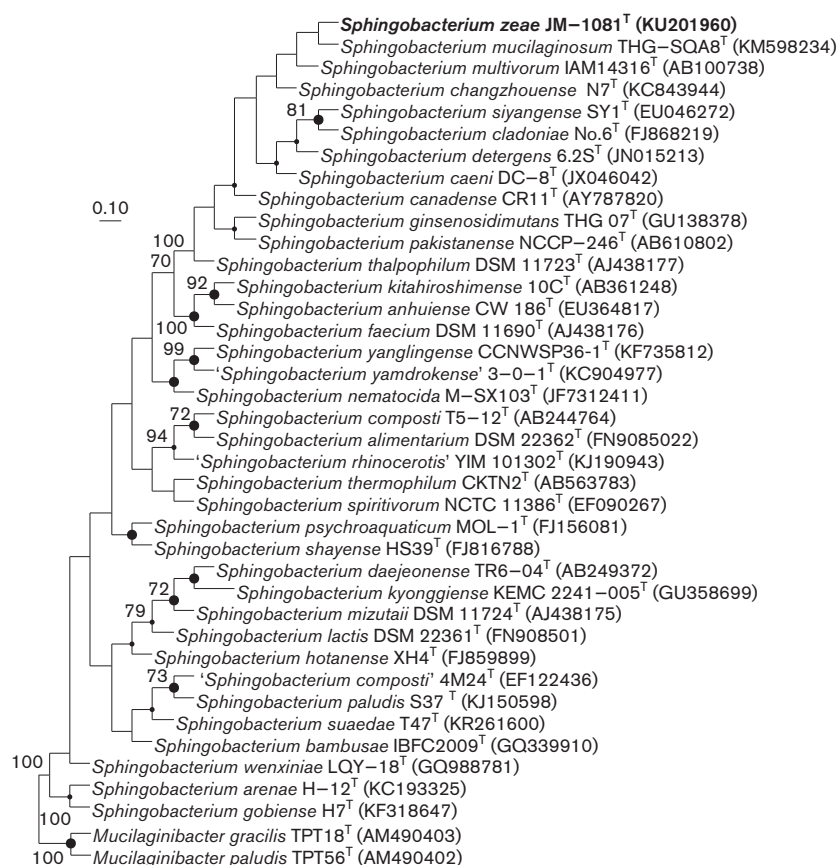 Sphingobacterium zeae JM–1081ᵀ (KU201960)
Sphingobacterium mucilaginosum THG–SQA8ᵀ (KM598234)
Sphingobacterium multivorum IAM14316ᵀ (AB100738)
Sphingobacterium changzhouense N7ᵀ (KC843944)
81
Sphingobacterium siyangense SY1ᵀ (EU046272)
Sphingobacterium cladoniae No.6ᵀ (FJ868219)
Sphingobacterium detergens 6.2Sᵀ (JN015213)
Sphingobacterium caeni DC–8ᵀ (JX046042)
Sphingobacterium canadense CR11ᵀ (AY787820)
0.10
Sphingobacterium ginsenosidimutans THG 07ᵀ (GU138378)
Sphingobacterium pakistanense NCCP–246ᵀ (AB610802)
100
70
Sphingobacterium thalpophilum DSM 11723ᵀ (AJ438177)
92
Sphingobacterium kitahiroshimense 10Cᵀ (AB361248)
Sphingobacterium anhuiense CW 186ᵀ (EU364817)
100
Sphingobacterium faecium DSM 11690ᵀ (AJ438176)
99
Sphingobacterium yanglingense CCNWSP36-1ᵀ (KF735812)
‘Sphingobacterium yamdrokense’ 3–0–1ᵀ (KC904977)
Sphingobacterium nematocida M–SX103ᵀ (JF7312411)
72
Sphingobacterium composti T5–12ᵀ (AB244764)
Sphingobacterium alimentarium DSM 22362ᵀ (FN9085022)
94
‘Sphingobacterium rhinocerotis’ YIM 101302ᵀ (KJ190943)
Sphingobacterium thermophilum CKTN2ᵀ (AB563783)
Sphingobacterium spiritivorum NCTC 11386ᵀ (EF090267)
Sphingobacterium psychroaquaticum MOL–1ᵀ (FJ156081)
Sphingobacterium shayense HS39ᵀ (FJ816788)
Sphingobacterium daejeonense TR6–04ᵀ (AB249372)
72
Sphingobacterium kyonggiense KEMC 2241–005ᵀ (GU358699)
79
Sphingobacterium mizutaii DSM 11724ᵀ (AJ438175)
Sphingobacterium lactis DSM 22361ᵀ (FN908501)
Sphingobacterium hotanense XH4ᵀ (FJ859899)
73
‘Sphingobacterium composti’ 4M24ᵀ (EF122436)
Sphingobacterium paludis S37 ᵀ (KJ150598)
Sphingobacterium suaedae T47ᵀ (KR261600)
Sphingobacterium bambusae IBFC2009ᵀ (GQ339910)
100
Sphingobacterium wenxiniae LQY–18ᵀ (GQ988781)
Sphingobacterium arenae H–12ᵀ (KC193325)
Sphingobacterium gobiense H7ᵀ (KF318647)
100
Mucilaginibacter gracilis TPT18ᵀ (AM490403)
100
Mucilaginibacter paludis TPT56ᵀ (AM490402)